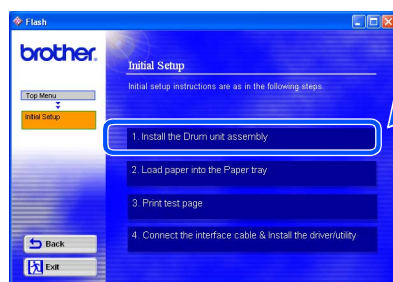 Flash
brother.
Top Menu
Initial Setup
Initial Setup
Initial setup instructions are as in the following steps.
1. Install the Drum unit assembly
2. Load paper into the Paper tray
3. Print test page
4. Connect the interface cable & Install the driver/utility
Back
Exit